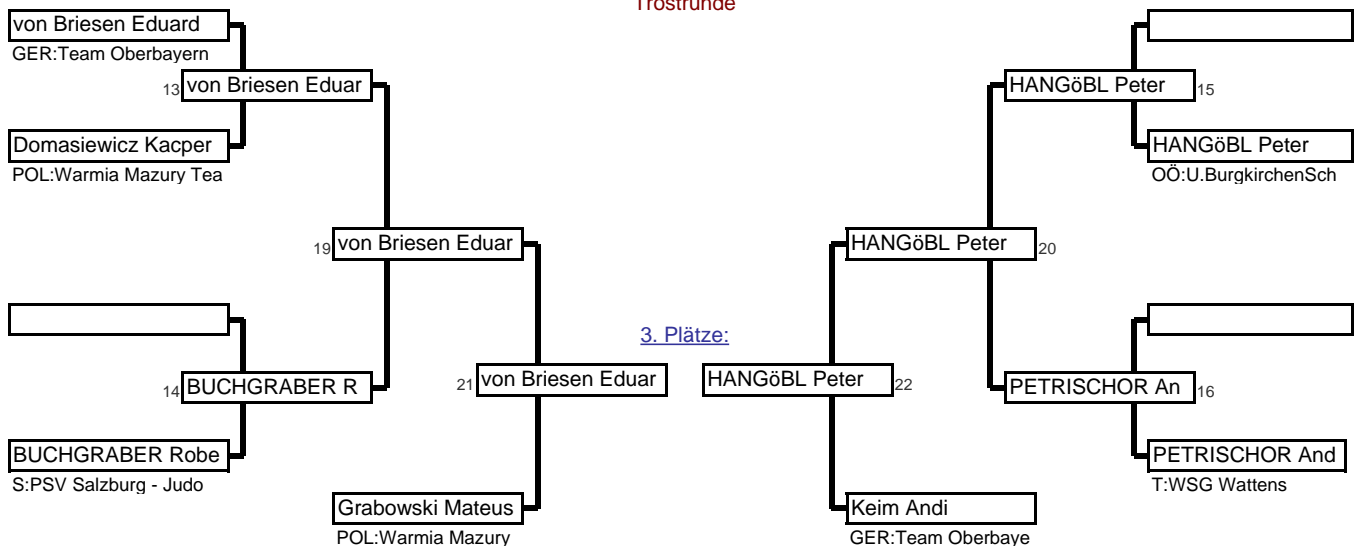 Trostrunde
von Briesen Eduard
GER:Team Oberbayern
13 von Briesen Eduar
HANGöBL Peter 15
Domasiewicz Kacper
POL:Warmia Mazury Tea
HANGöBL Peter
OÖ:U.BurgkirchenSch
19 von Briesen Eduar
HANGöBL Peter 20
3. Plätze:
14 BUCHGRABER R
21 von Briesen Eduar
HANGöBL Peter 22
PETRISCHOR An 16
BUCHGRABER Robe
S:PSV Salzburg - Judo
PETRISCHOR And
T:WSG Wattens
Grabowski Mateus
POL:Warmia Mazury
Keim Andi
GER:Team Oberbaye